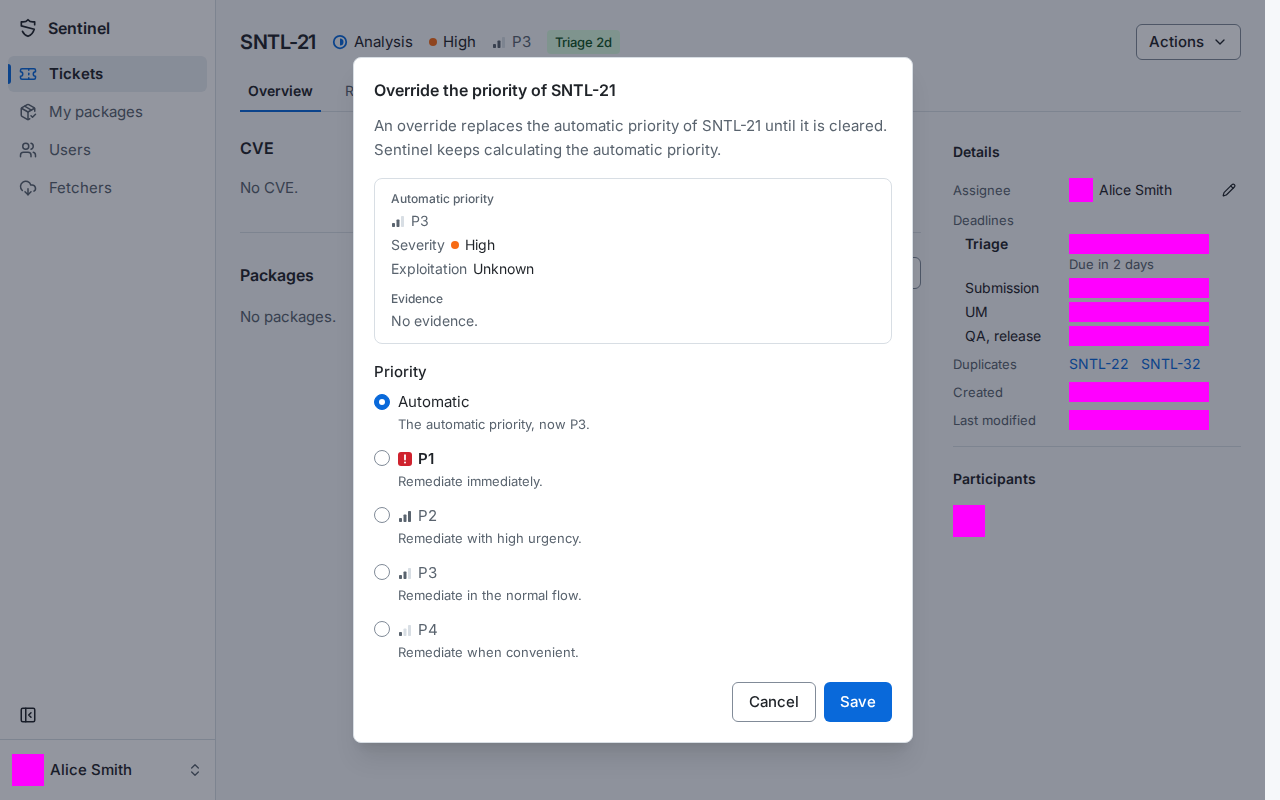 Sentinel
Tickets
My packages
Users
Fetchers
Alice Smith
SNTL-21 Analysis High P3 Triage 2d
Actions
Overview R
CVE
No CVE.
Packages
No packages.
Override the priority of SNTL-21
An override replaces the automatic priority of SNTL-21 until it is cleared.
Sentinel keeps calculating the automatic priority.
Automatic priority
P3
Severity High
Exploitation Unknown
Evidence
No evidence.
Priority
Automatic
The automatic priority, now P3.
P1
Remediate immediately.
P2
Remediate with high urgency.
P3
Remediate in the normal flow.
P4
Remediate when convenient.
Cancel Save
Details
Assignee Alice Smith
Deadlines
Triage
Due in 2 days
Submission
UM
QA, release
Duplicates SNTL-22 SNTL-32
Created
Last modified
Participants